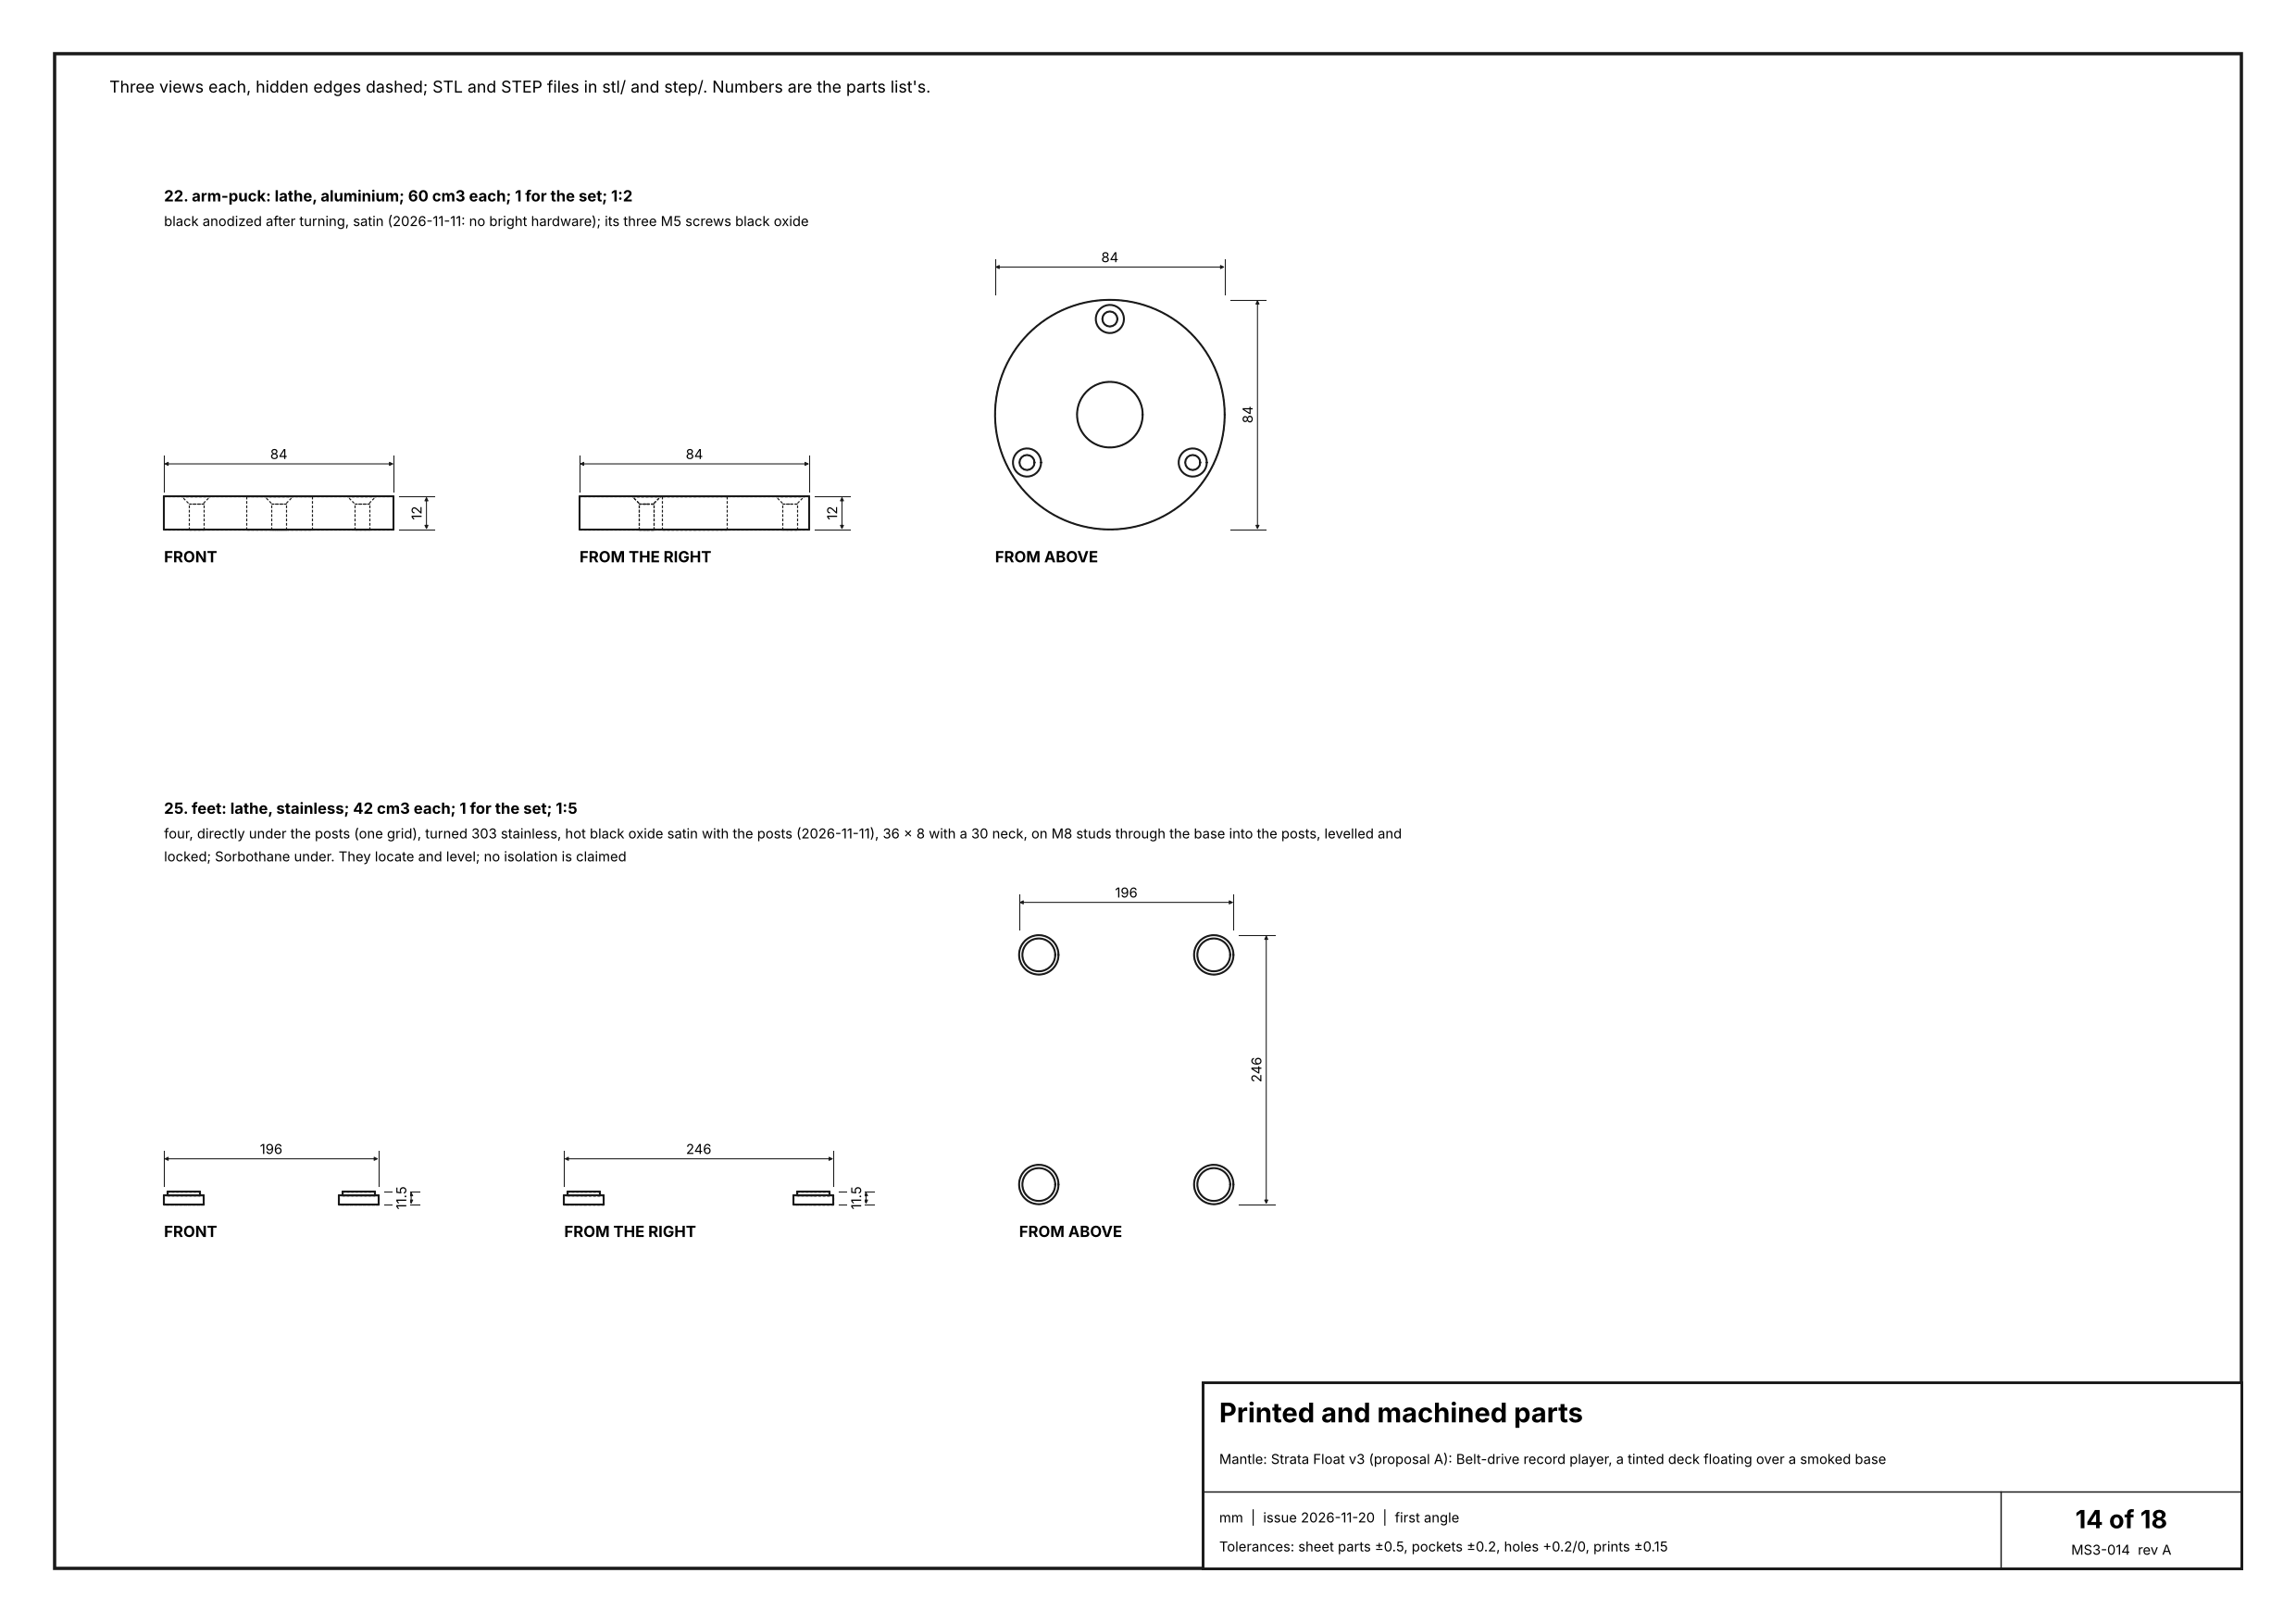 Three views each, hidden edges dashed; STL and STEP files in stl/ and step/. Numbers are the parts list's.
22. arm-puck: lathe, aluminium; 60 cm3 each; 1 for the set; 1:2
black anodized after turning, satin (2026-11-11: no bright hardware); its three M5 screws black oxide
84
84
84
84
12
12
FRONT
FROM THE RIGHT
FROM ABOVE
25. feet: lathe, stainless; 42 cm3 each; 1 for the set; 1:5
four, directly under the posts (one grid), turned 303 stainless, hot black oxide satin with the posts (2026-11-11), 36 × 8 with a 30 neck, on M8 studs through the base into the posts, levelled and
locked; Sorbothane under. They locate and level; no isolation is claimed
196
246
196
246
11.5
11.5
FRONT
FROM THE RIGHT
FROM ABOVE
Printed and machined parts
Mantle: Strata Float v3 (proposal A): Belt-drive record player, a tinted deck floating over a smoked base
mm | issue 2026-11-20 | first angle
Tolerances: sheet parts ±0.5, pockets ±0.2, holes +0.2/0, prints ±0.15
14 of 18
MS3-014 rev A